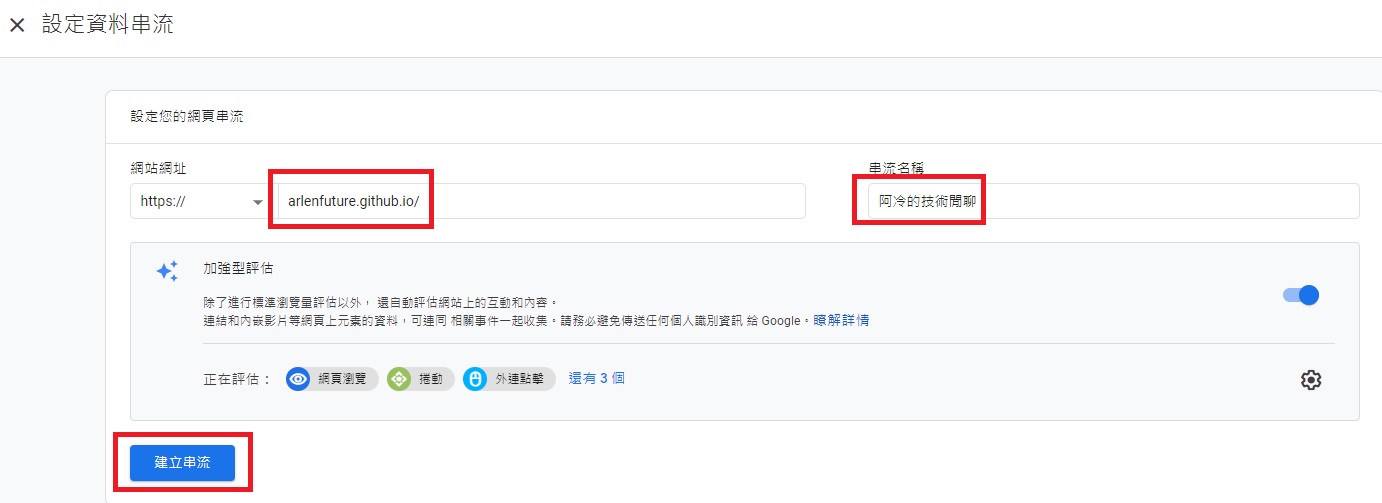 設定資料串流
設定您的網頁串流
網站網址
串流名稱
https://
arlenfuture.github.io/
阿冷的技術閒聊
加強型評估
除了進行標準瀏覽量評估以外， 還自動評估網站上的互動和內容。
連結和內嵌影片等網頁上元素的資料，可連同 相關事件一起收集。請務必避免傳送任何個人識別資訊 給 Google。瞭解詳情
正在評估： 網頁瀏覽 捲動 外連點擊 還有 3 個
建立串流